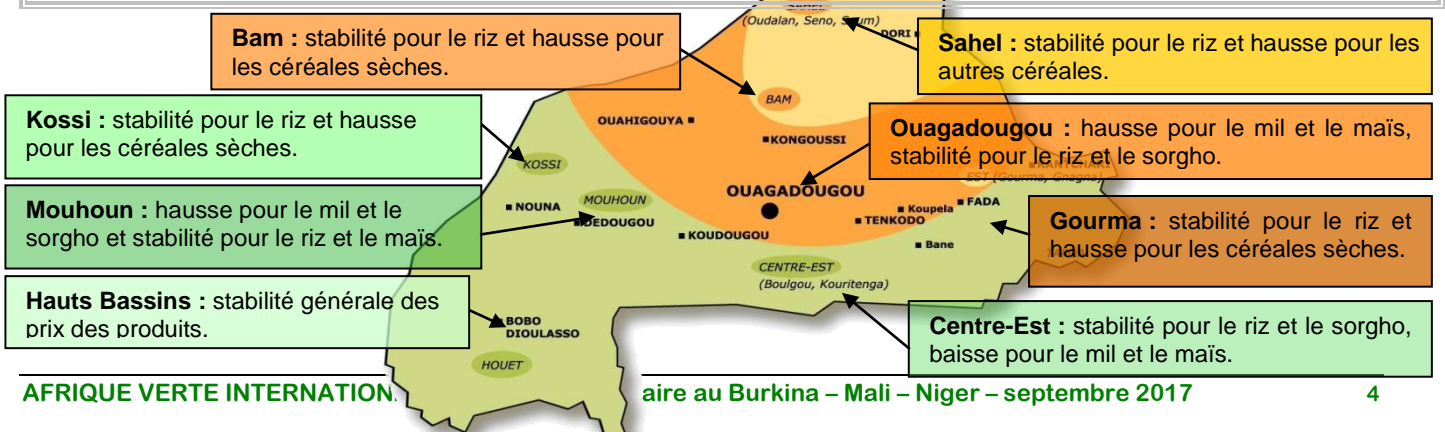 (Oudalan, Seno, Soum)
DORI
Bam : stabilité pour le riz et hausse pour
les céréales sèches.
Sahel : stabilité pour le riz et hausse pour les
autres céréales.
BAM
Kossi : stabilité pour le riz et hausse
pour les céréales sèches.
OUAHIGOUYA
KONGOUSSI
Ouagadougou : hausse pour le mil et le maïs,
stabilité pour le riz et le sorgho.
KANTCHARI
EST (Gourma, Gnagna)
KOSSI
OUAGADOUGOU
Mouhoun : hausse pour le mil et le
sorgho et stabilité pour le riz et le maïs.
NOUNA
MOUHOUN
DEDOUGOU
KOUDOUGOU
TENKODO
Koupela
FADA
Bane
Gourma : stabilité pour le riz et
hausse pour les céréales sèches.
CENTRE-EST
(Boulgou, Kouritenga)
Hauts Bassins : stabilité générale des
prix des produits.
BOBO
DIOULASSO
HOUET
Centre-Est : stabilité pour le riz et le sorgho,
baisse pour le mil et le maïs.
AFRIQUE VERTE INTERNATION aire au Burkina – Mali – Niger – septembre 2017 4